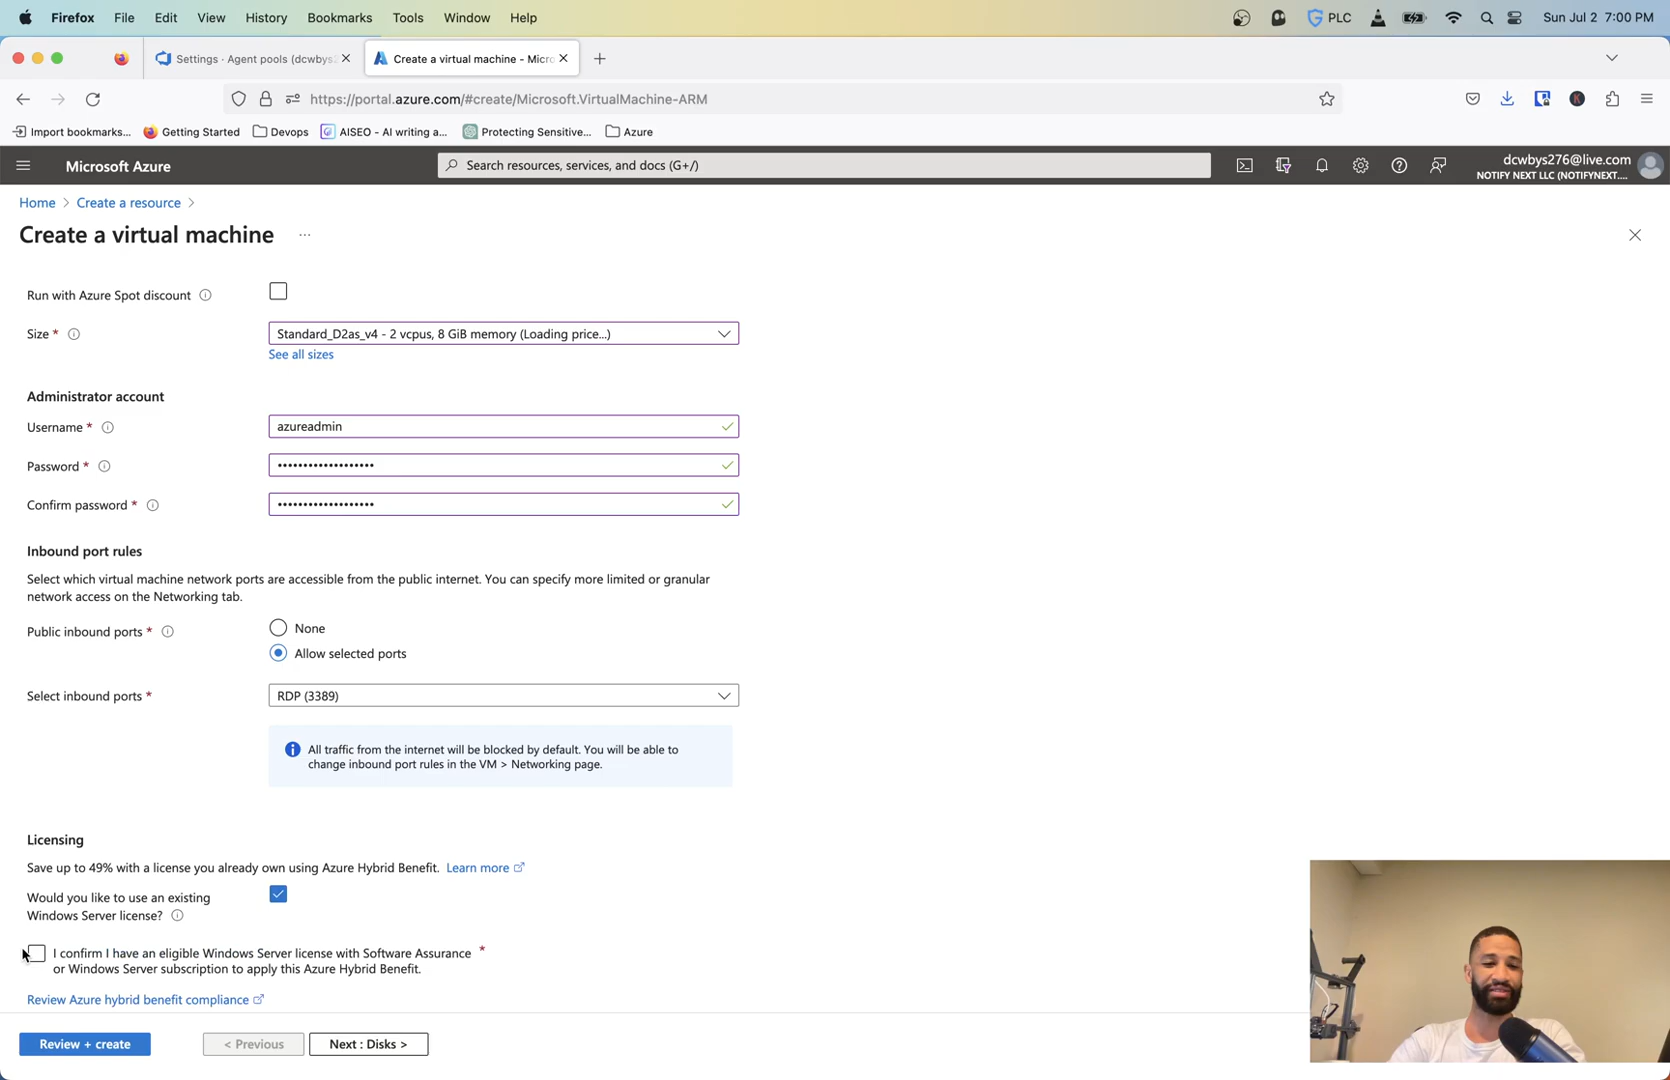 Firefox File Edit View History Bookmarks Tools Window Help PLC Sun Jul 2 7:00 PM
Settings · Agent pools (dcwbys2 Create a virtual machine - Micro
https://portal.azure.com/#create/Microsoft.VirtualMachine-ARM
Import bookmarks... Getting Started Devops AISEO - AI writing a... Protecting Sensitive... Azure
Microsoft Azure Search resources, services, and docs (G+/) dcwbys276@live.com
NOTIFY NEXT LLC (NOTIFYNEXT....
Home > Create a resource >
Create a virtual machine ...
Run with Azure Spot discount
Size * Standard_D2as_v4 - 2 vcpus, 8 GiB memory (Loading price...)
See all sizes
Administrator account
Username * azureadmin
Password * •••••••••••••••••••
Confirm password * •••••••••••••••••••
Inbound port rules
Select which virtual machine network ports are accessible from the public internet. You can specify more limited or granular
network access on the Networking tab.
Public inbound ports * None
Allow selected ports
Select inbound ports * RDP (3389)
All traffic from the internet will be blocked by default. You will be able to
change inbound port rules in the VM > Networking page.
Licensing
Save up to 49% with a license you already own using Azure Hybrid Benefit. Learn more
Would you like to use an existing
Windows Server license?
I confirm I have an eligible Windows Server license with Software Assurance *
or Windows Server subscription to apply this Azure Hybrid Benefit.
Review Azure hybrid benefit compliance
Review + create < Previous Next : Disks >